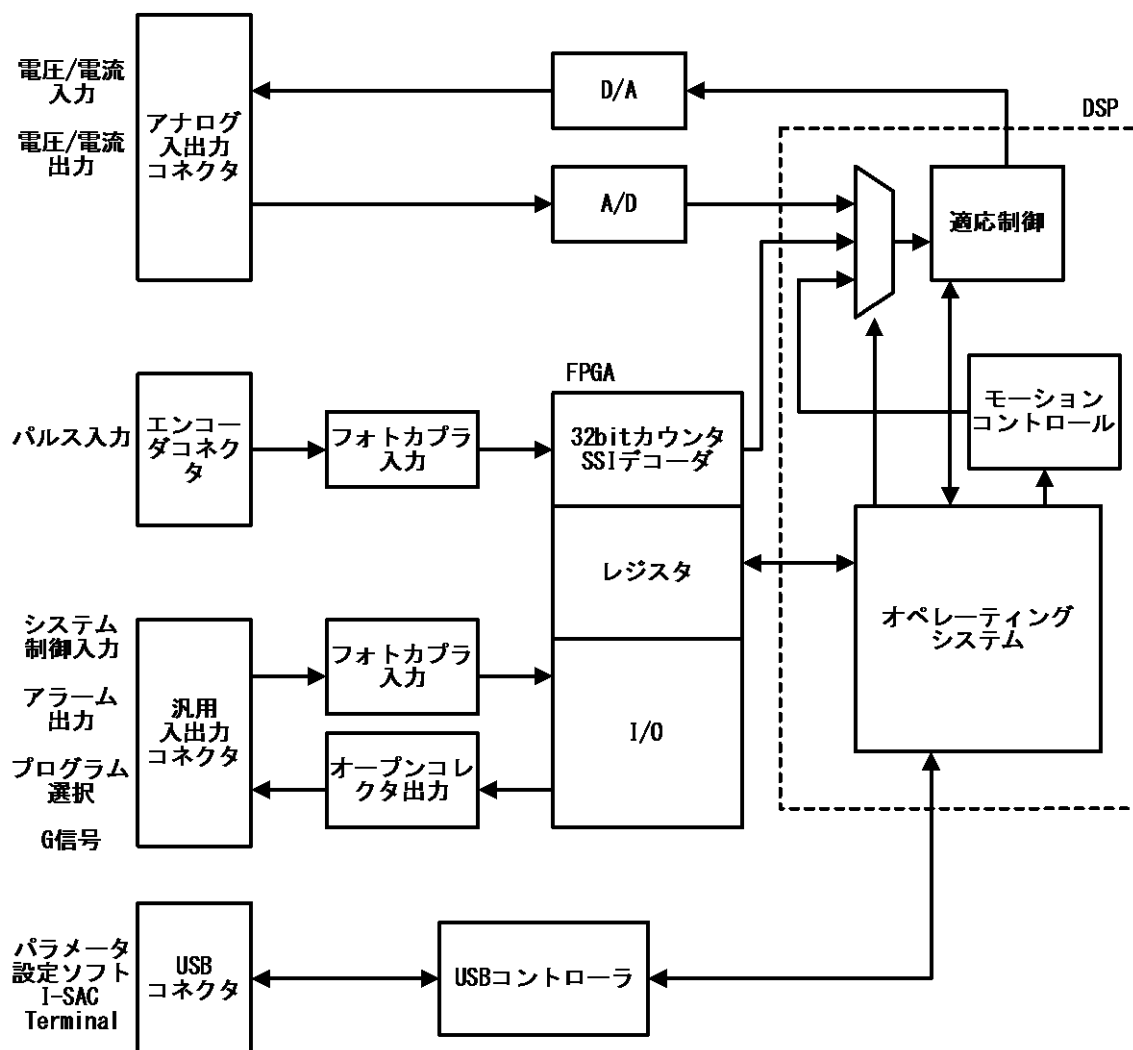 電圧/電流
入力
電圧/電流
出力
アナログ
入出力
コネクタ
D/A
A/D
DSP
適応制御
モーション
コントロール
パルス入力
エンコー
ダコネク
タ
フォトカプラ
入力
FPGA
32bitカウンタ
SSIデコーダ
レジスタ
I/O
オペレーティング
システム
システム
制御入力
アラーム
出力
プログラム
選択
G信号
汎用
入出力
コネクタ
フォトカプラ
入力
オープンコレ
クタ出力
パラメータ
設定ソフト
I-SAC
Terminal
USB
コネクタ
USBコントローラ